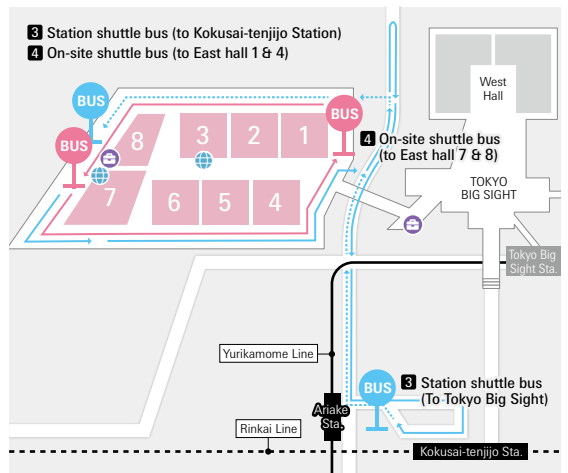 3 Station shuttle bus (to Kokusai-tenjijo Station)
4 On-site shuttle bus (to East hall 1 & 4)
BUS
BUS
BUS
8
3
2
1
7
6
5
4
4 On-site shuttle bus
(to East hall 7 & 8)
West
Hall
TOKYO
BIG SIGHT
Tokyo Big
Sight Sta.
Yurikamome Line
BUS
3 Station shuttle bus
(To Tokyo Big Sight)
Ariake
Sta.
Rinkai Line
Kokusai-tenjijo Sta.